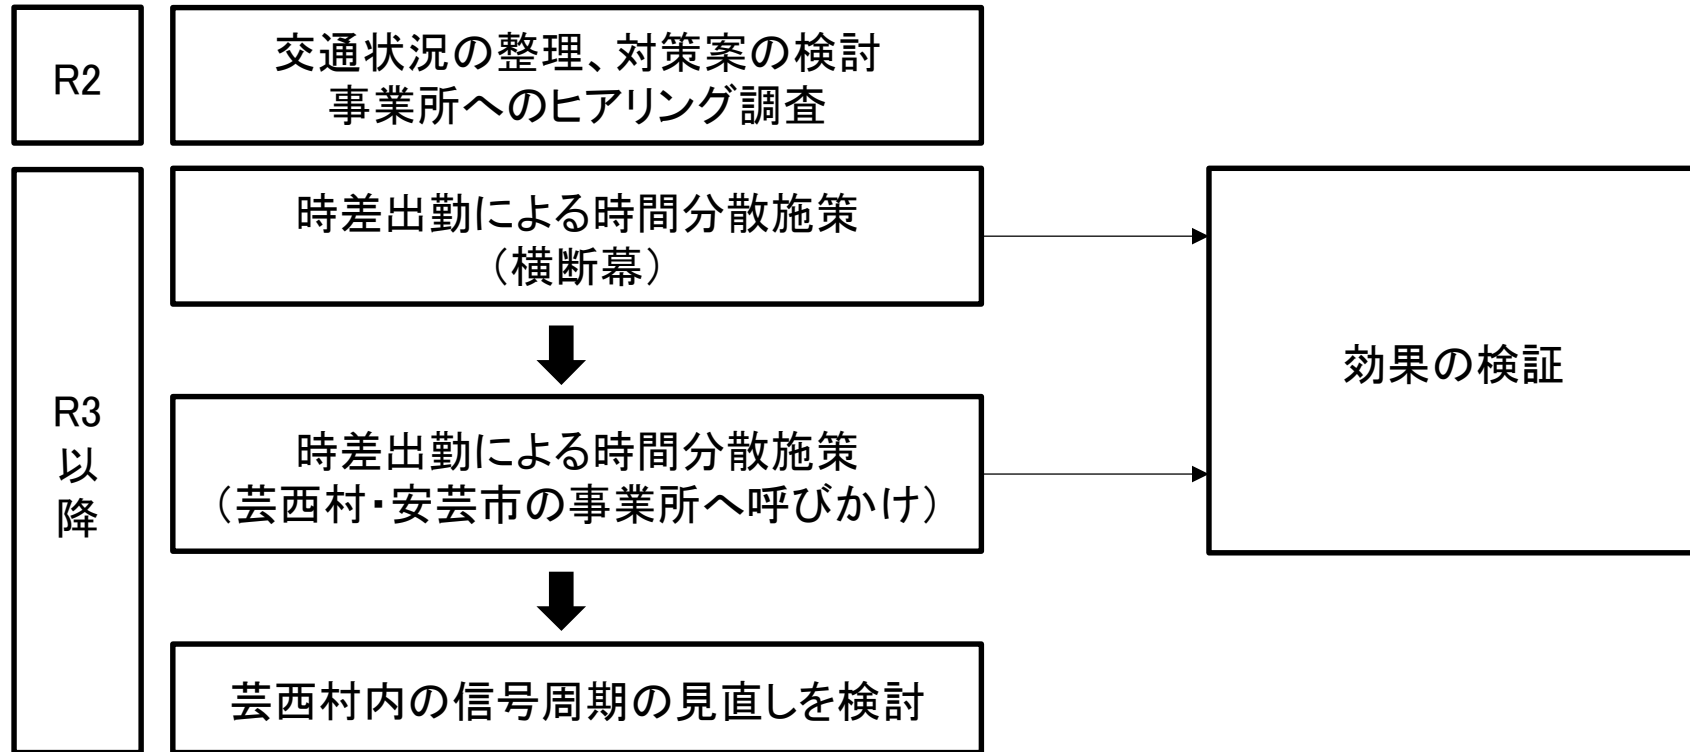 R2
交通状況の整理、対策案の検討
事業所へのヒアリング調査
R3
以
降
時差出勤による時間分散施策
（横断幕）
時差出勤による時間分散施策
（芸西村・安芸市の事業所へ呼びかけ）
芸西村内の信号周期の見直しを検討
効果の検証